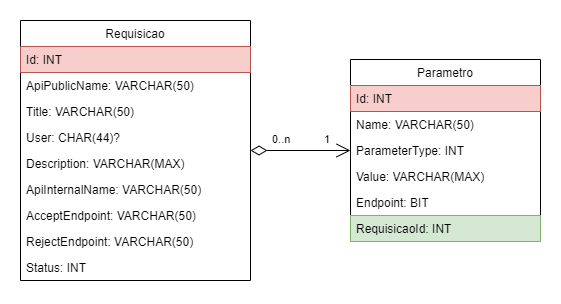 Requisicao
Id: INT
ApiPublicName: VARCHAR(50)
Title: VARCHAR(50)
User: CHAR(44)?
Description: VARCHAR(MAX)
ApiInternalName: VARCHAR(50)
AcceptEndpoint: VARCHAR(50)
RejectEndpoint: VARCHAR(50)
Status: INT
0..n
1
Parametro
Id: INT
Name: VARCHAR(50)
ParameterType: INT
Value: VARCHAR(MAX)
Endpoint: BIT
RequisicaoId: INT